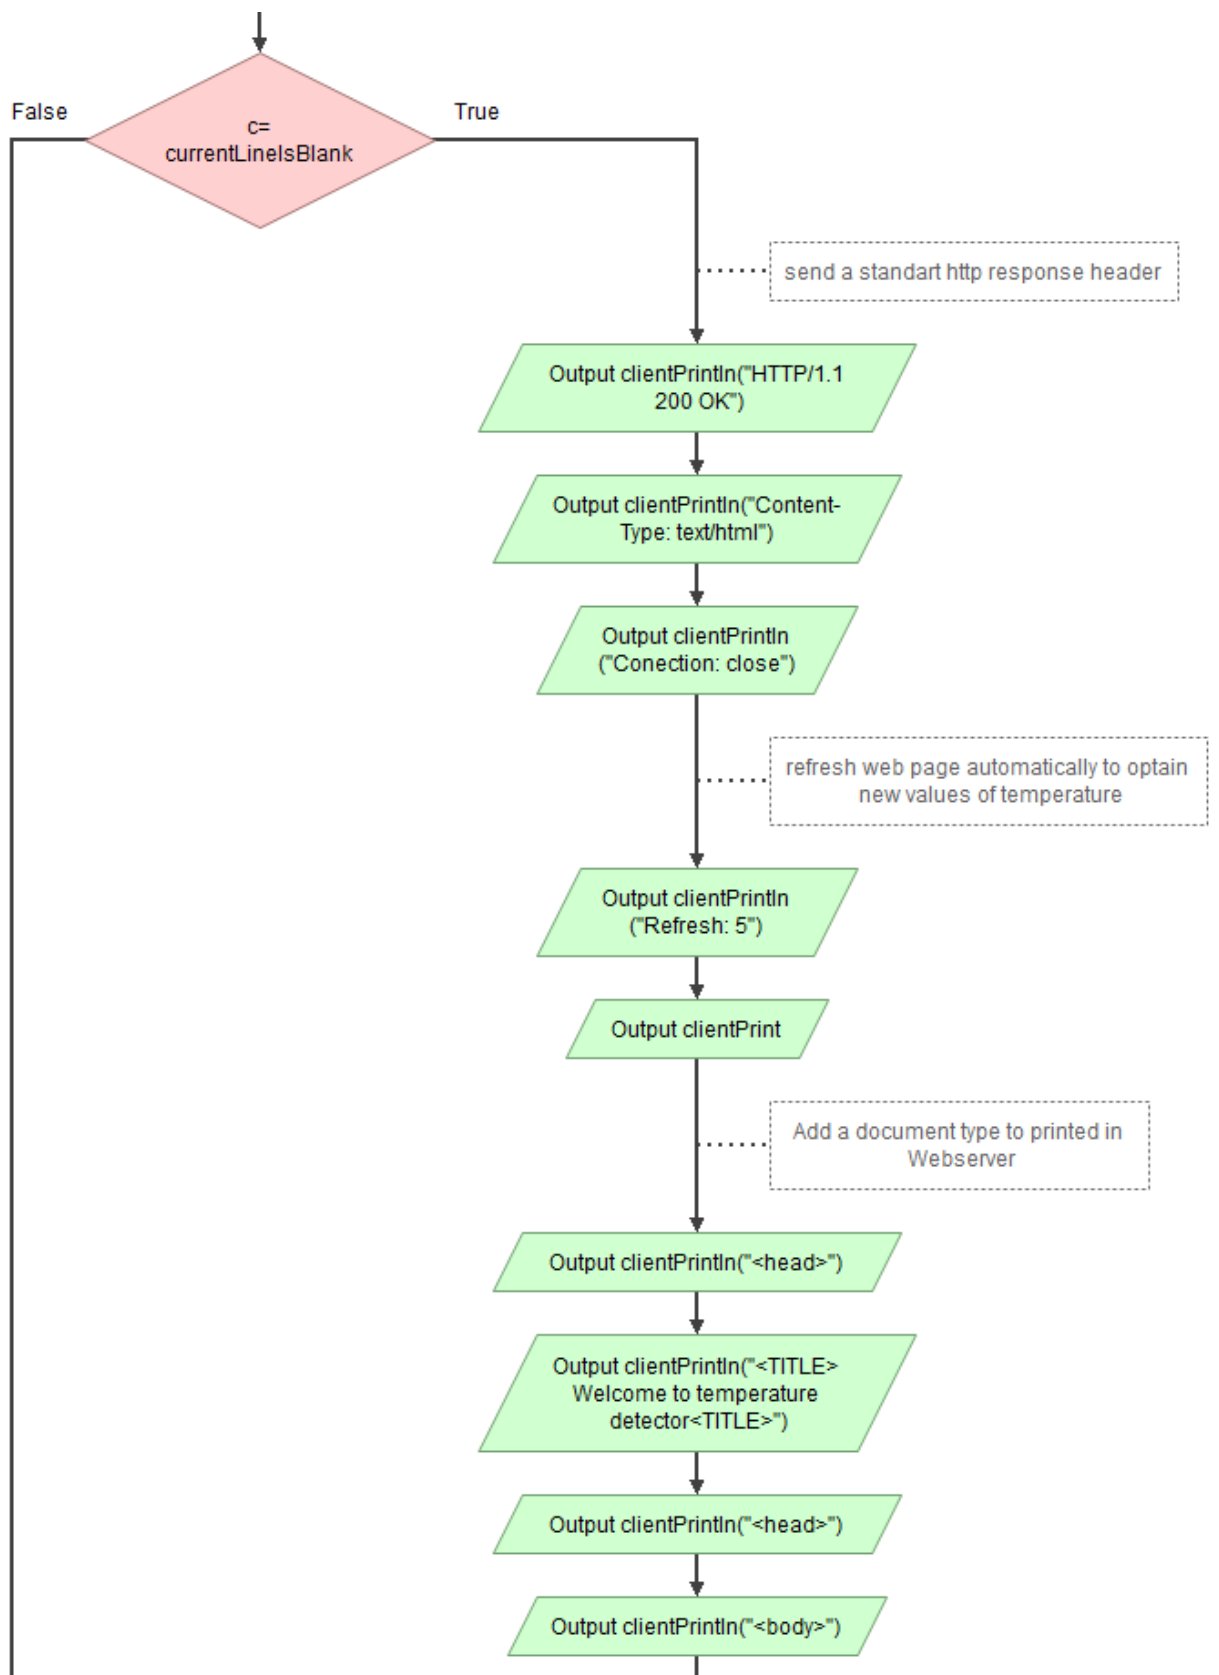 False
True
c=
currentLineIsBlank
send a standart http response header
Output clientPrintln("HTTP/1.1
200 OK")
Output clientPrintln("Content-
Type: text/html")
Output clientPrintln
("Conection: close")
refresh web page automatically to optain
new values of temperature
Output clientPrintln
("Refresh: 5")
Output clientPrint
Add a document type to printed in
Webserver
Output clientPrintln("<head>")
Output clientPrintln("<TITLE>
Welcome to temperature
detector<TITLE>")
Output clientPrintln("<head>")
Output clientPrintln("<body>")